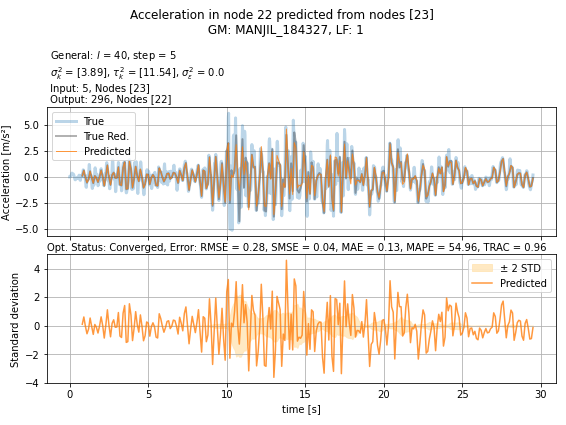 Acceleration in node 22 predicted from nodes [23]
GM: MANJIL_184327, LF: 1
General: l = 40, step = 5
σ²ₖ = [3.89], τ²ₖ = [11.54], σ²ε = 0.0
Input: 5, Nodes [23]
Output: 296, Nodes [22]
Acceleration [m/s²]
5.0
2.5
0.0
−2.5
−5.0
True
True Red.
Predicted
Opt. Status: Converged, Error: RMSE = 0.28, SMSE = 0.04, MAE = 0.13, MAPE = 54.96, TRAC = 0.96
Standard deviation
4
2
0
−2
−4
± 2 STD
Predicted
0 5 10 15 20 25 30
time [s]